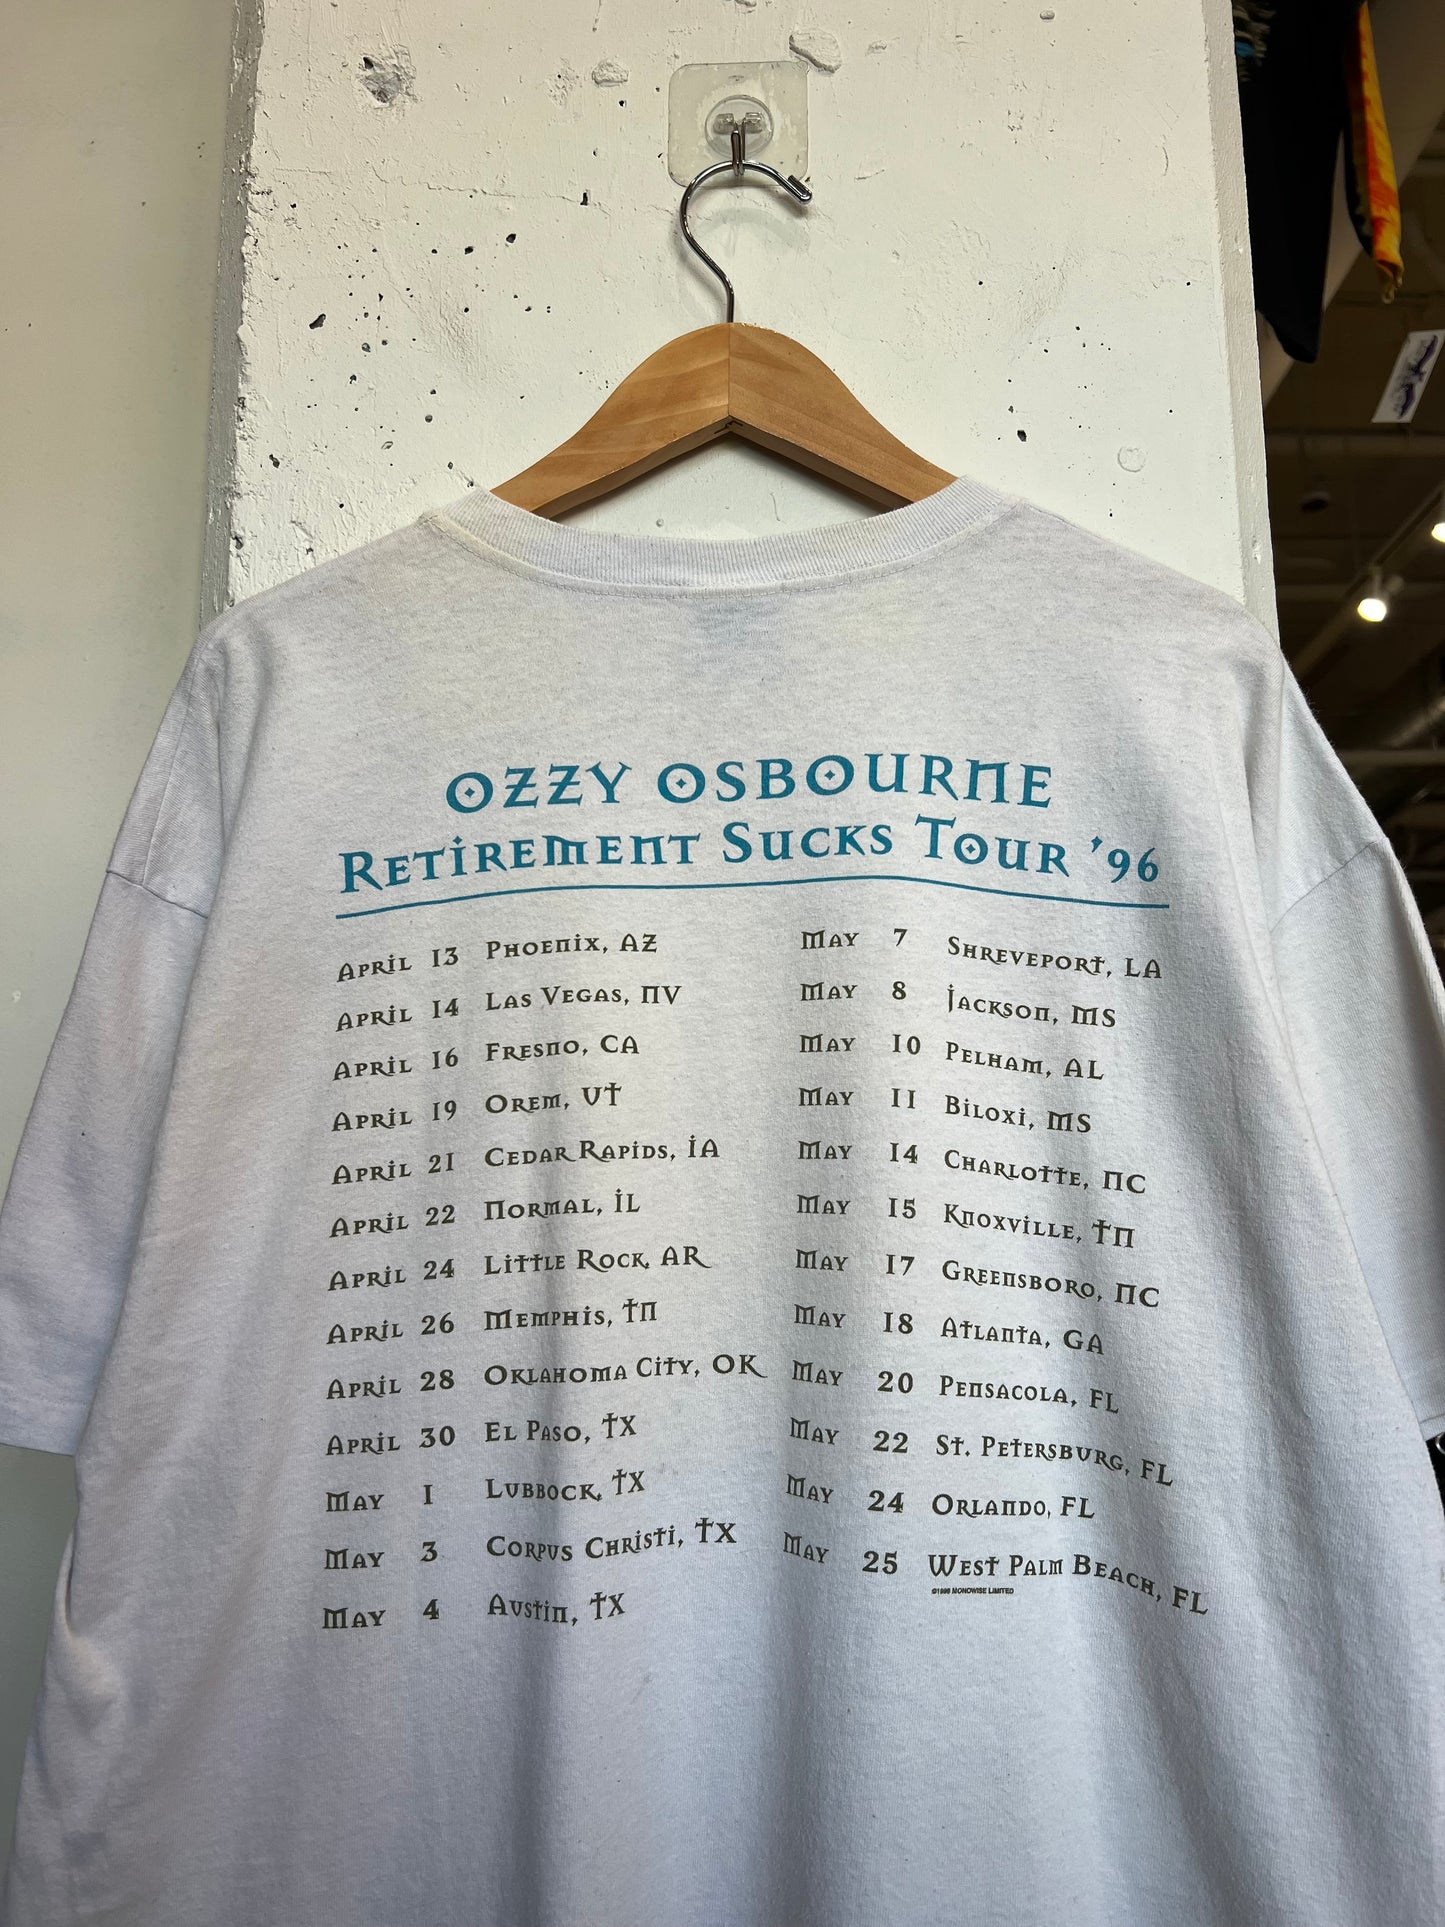 Ozzy Osbourne
Retirement Sucks Tour '96
April 13 Phoenix, AZ
April 14 Las Vegas, NV
April 16 Fresno, CA
April 19 Orem, UT
April 21 Cedar Rapids, IA
April 22 Normal, IL
April 24 Little Rock, AR
April 26 Memphis, TN
April 28 Oklahoma City, OK
April 30 El Paso, TX
May 1 Lubbock, TX
May 3 Corpus Christi, TX
May 4 Austin, TX
May 7 Shreveport, LA
May 8 Jackson, MS
May 10 Pelham, AL
May 11 Biloxi, MS
May 14 Charlotte, NC
May 15 Knoxville, TN
May 17 Greensboro, NC
May 18 Atlanta, GA
May 20 Pensacola, FL
May 22 St. Petersburg, FL
May 24 Orlando, FL
May 25 West Palm Beach, FL
©1996 MONOWISE LIMITED